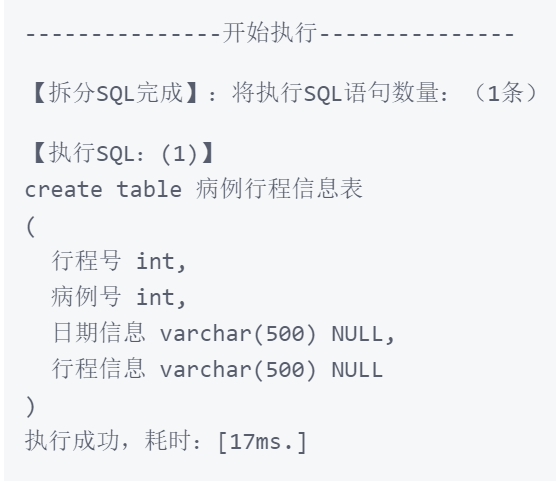 ---------------开始执行---------------
【拆分SQL完成】：将执行SQL语句数量：（1条）
【执行SQL：(1)】
create table 病例行程信息表
(
  行程号 int,
  病例号 int,
  日期信息 varchar(500) NULL,
  行程信息 varchar(500) NULL
)
执行成功，耗时：[17ms.]